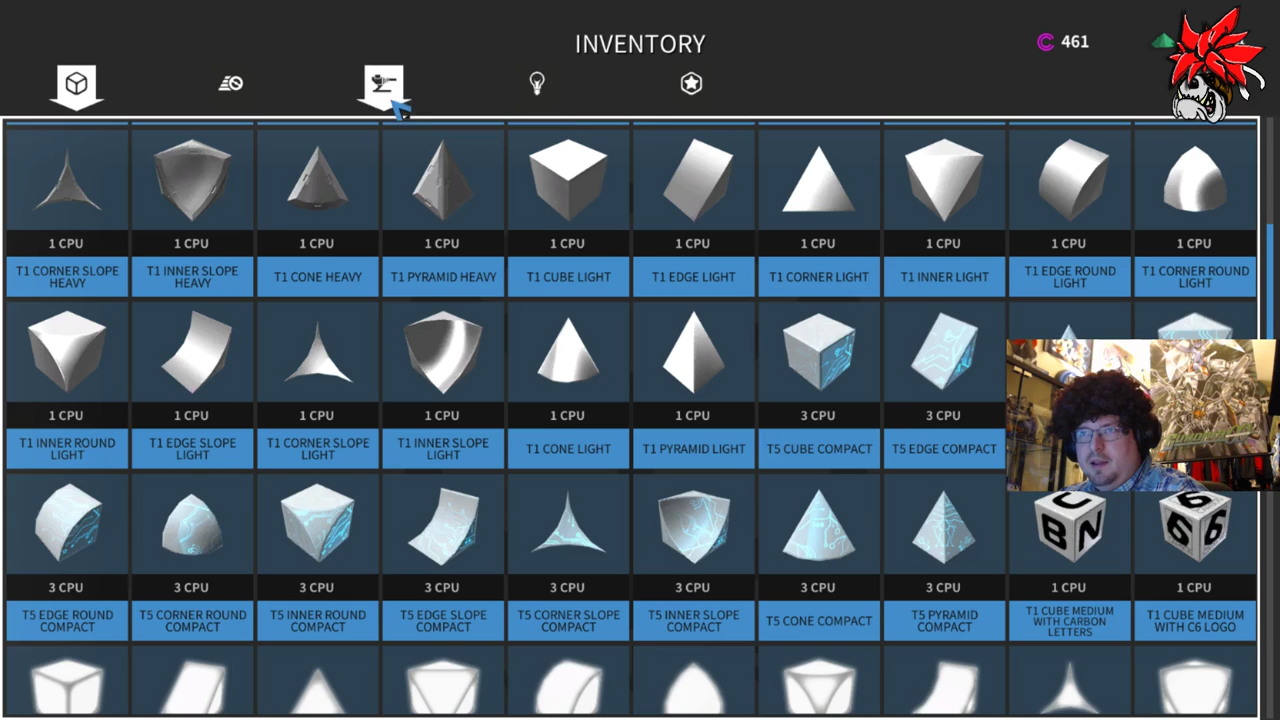 INVENTORY
461
1 CPU 1 CPU 1 CPU 1 CPU 1 CPU 1 CPU 1 CPU 1 CPU 1 CPU 1 CPU
T1 CORNER SLOPE HEAVY
T1 INNER SLOPE HEAVY
T1 CONE HEAVY
T1 PYRAMID HEAVY
T1 CUBE LIGHT
T1 EDGE LIGHT
T1 CORNER LIGHT
T1 INNER LIGHT
T1 EDGE ROUND LIGHT
T1 CORNER ROUND LIGHT
1 CPU 1 CPU 1 CPU 1 CPU 1 CPU 1 CPU 3 CPU 3 CPU
T1 INNER ROUND LIGHT
T1 EDGE SLOPE LIGHT
T1 CORNER SLOPE LIGHT
T1 INNER SLOPE LIGHT
T1 CONE LIGHT
T1 PYRAMID LIGHT
T5 CUBE COMPACT
T5 EDGE COMPACT
C B N
6 6 6
3 CPU 3 CPU 3 CPU 3 CPU 3 CPU 3 CPU 3 CPU 3 CPU 1 CPU 1 CPU
T5 EDGE ROUND COMPACT
T5 CORNER ROUND COMPACT
T5 INNER ROUND COMPACT
T5 EDGE SLOPE COMPACT
T5 CORNER SLOPE COMPACT
T5 INNER SLOPE COMPACT
T5 CONE COMPACT
T5 PYRAMID COMPACT
T1 CUBE MEDIUM WITH CARBON LETTERS
T1 CUBE MEDIUM WITH C6 LOGO